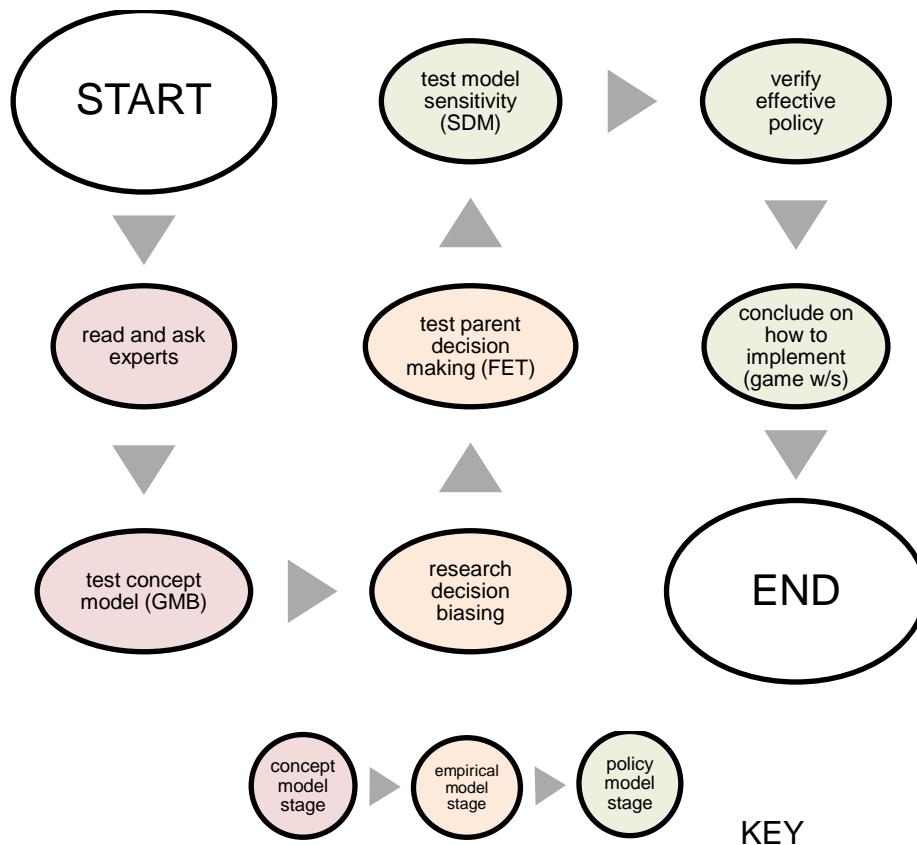 START
read and ask
experts
test concept
model (GMB)
research
decision
biasing
test parent
decision
making (FET)
test model
sensitivity
(SDM)
verify
effective
policy
conclude on
how to
implement
(game w/s)
END
concept
model
stage
empirical
model
stage
policy
model
stage
KEY